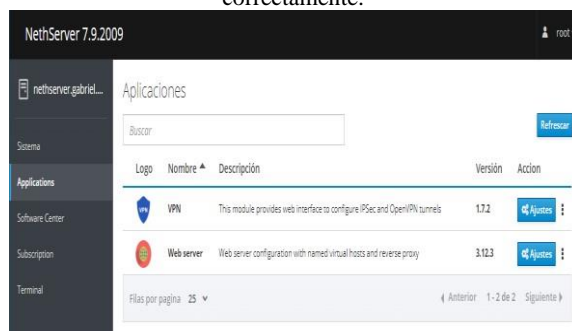 correctamente.
NethServer 7.9.2009
root
nethserver.gabriel....
Aplicaciones
Buscar
Refrescar
Sistema
Applications
Software Center
Subscription
Terminal
Logo Nombre Descripción Versión Accion
VPN VPN This module provides web interface to configure IPSec and OpenVPN tunnels 1.7.2 Ajustes
Web server Web server configuration with named virtual hosts and reverse proxy 3.12.3 Ajustes
Filas por pagina 25 Anterior 1 - 2 de 2 Siguiente